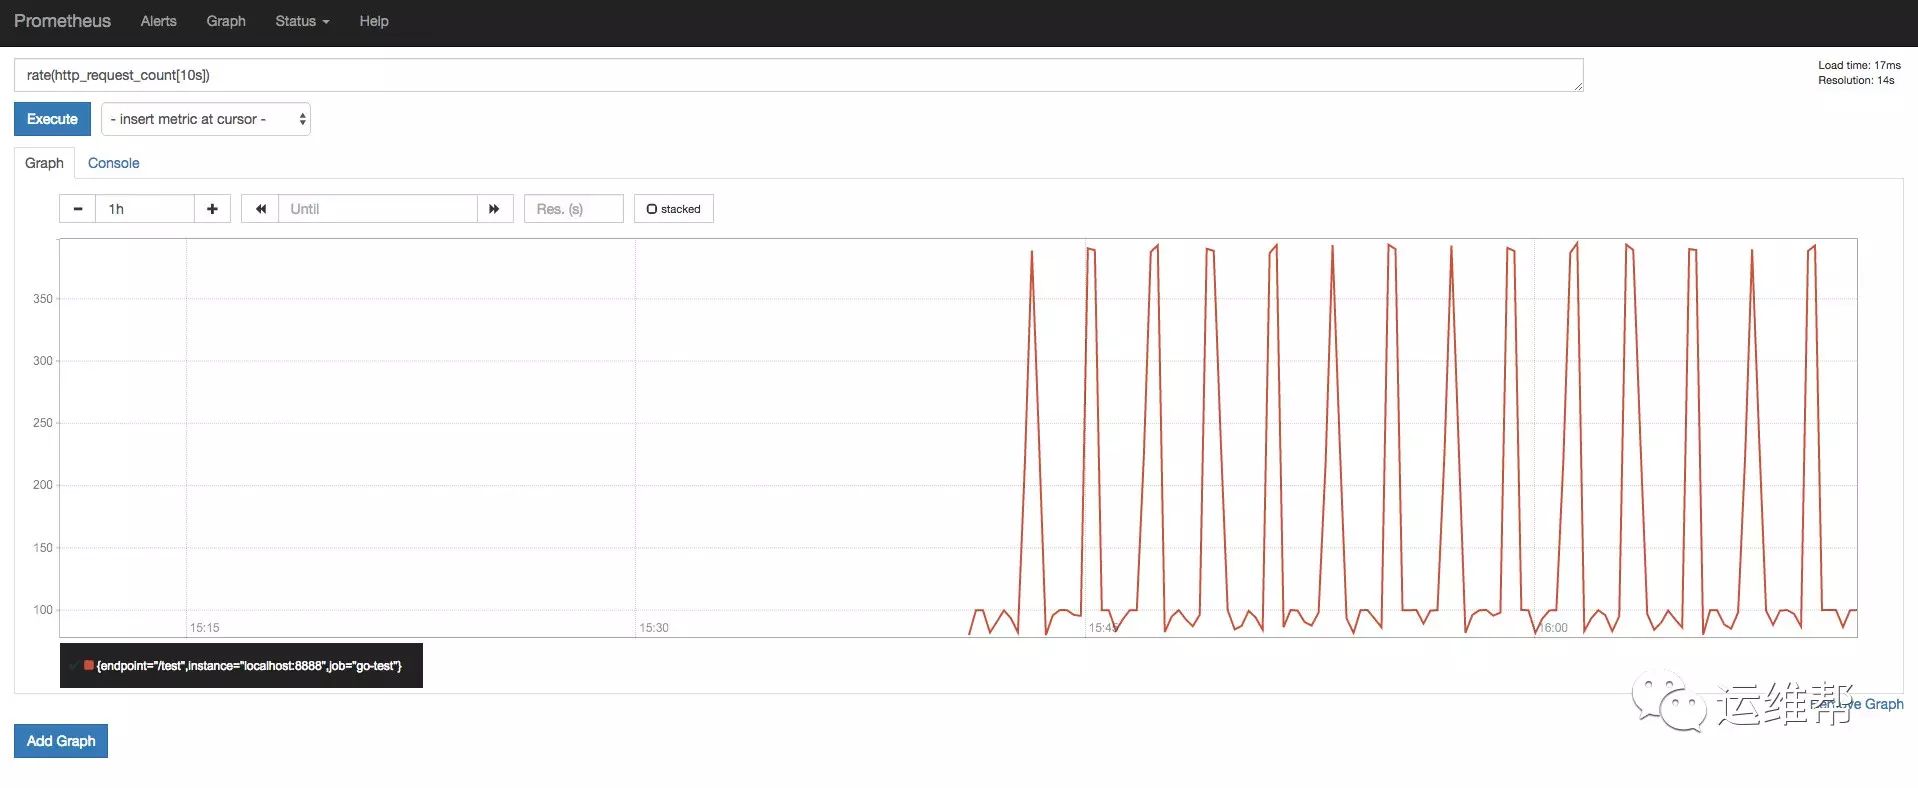 Prometheus Alerts Graph Status Help
rate(http_request_count[10s])
Load time: 17ms
Resolution: 14s
Execute - insert metric at cursor -
Graph Console
− 1h + Until Res. (s) stacked
350
300
250
200
150
100
15:15 15:30 15:45 16:00
{endpoint="/test",instance="localhost:8888",job="go-test"}
运维帮
Remove Graph
Add Graph